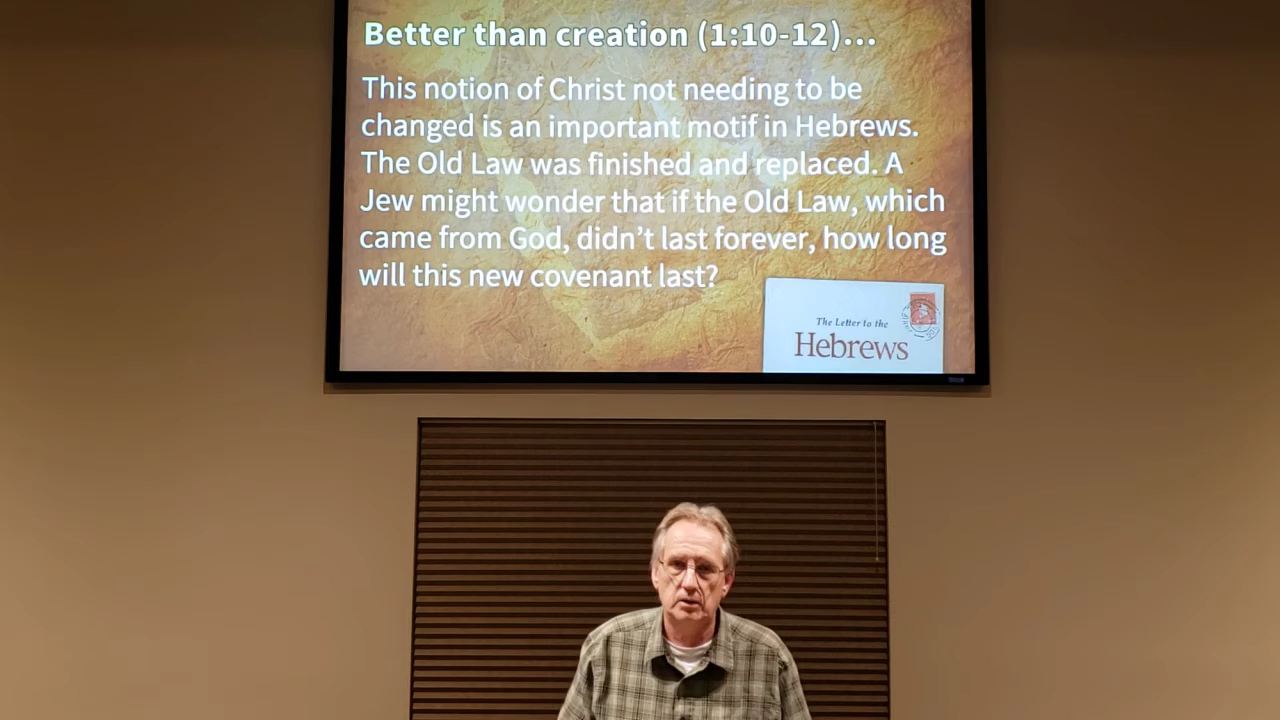 Better than creation (1:10-12)...
This notion of Christ not needing to be
changed is an important motif in Hebrews.
The Old Law was finished and replaced. A
Jew might wonder that if the Old Law, which
came from God, didn't last forever, how long
will this new covenant last?
The Letter to the
Hebrews